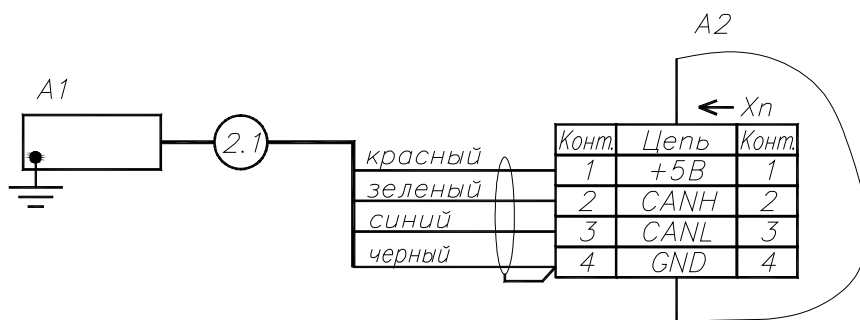 A2
A1
Xп
2.1
Конт. Цепь Конт.
красный 1 +5В 1
зеленый 2 CANH 2
синий 3 CANL 3
черный 4 GND 4